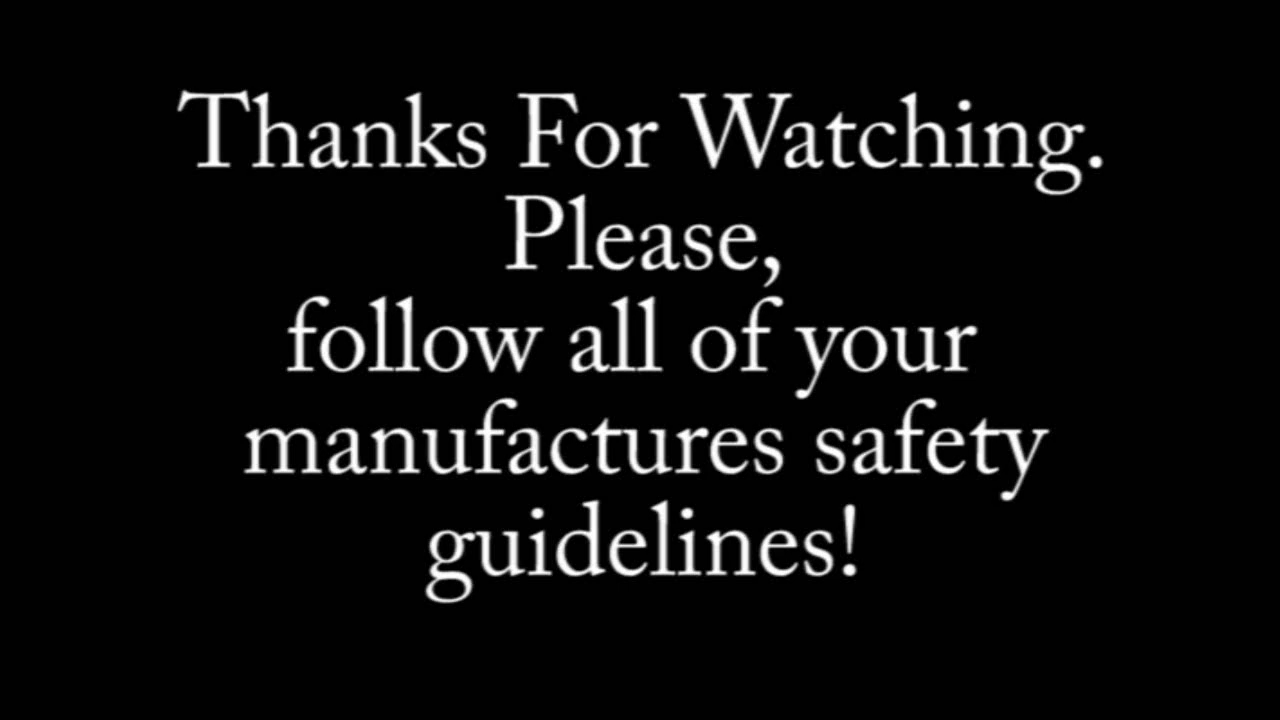 Thanks For Watching.
Please,
follow all of your
manufactures safety
guidelines!